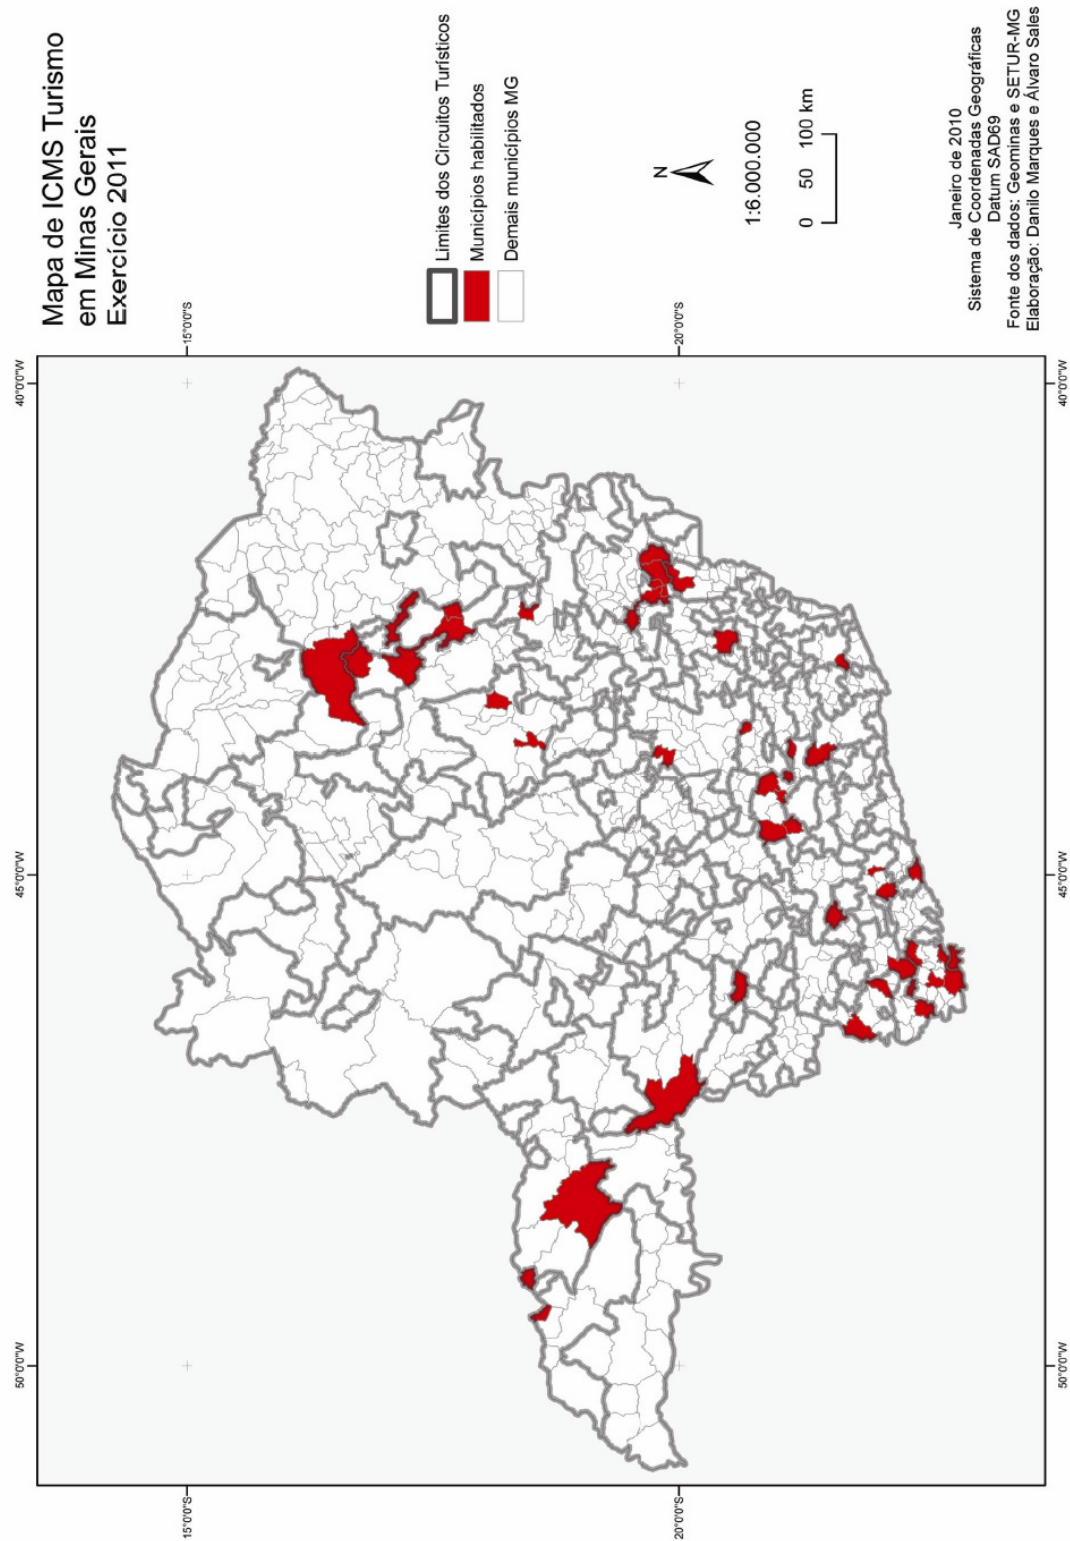 50°0'0"W 45°0'0"W 40°0'0"W
Mapa de ICMS Turismo
em Minas Gerais
Exercício 2011
15°0'0"S 15°0'0"S
Limites dos Circuitos Turísticos
Municípios habilitados
Demais municípios MG
N
1:6.000.000
0 50 100 km
20°0'0"S 20°0'0"S
Janeiro de 2010
Sistema de Coordenadas Geográficas
Datum SAD69
Fonte dos dados: Geominas e SETUR-MG
Elaboração: Danilo Marques e Álvaro Sales
50°0'0"W 45°0'0"W 40°0'0"W